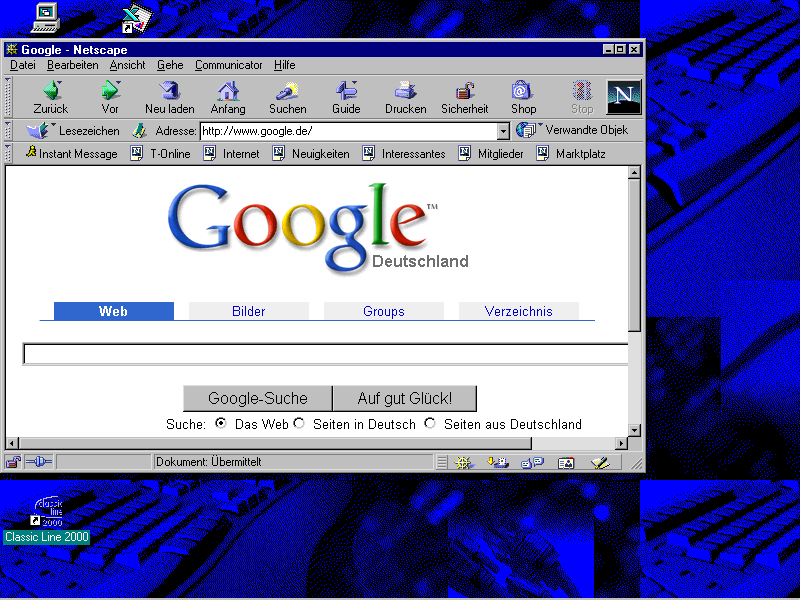 Google - Netscape
Datei Bearbeiten Ansicht Gehe Communicator Hilfe
Zurück Vor Neu laden Anfang Suchen Guide Drucken Sicherheit Shop Stop
N
Lesezeichen Adresse: http://www.google.de/ Verwandte Objek
Instant Message T-Online Internet Neuigkeiten Interessantes Mitglieder Marktplatz
Google™
Deutschland
Web Bilder Groups Verzeichnis
Google-Suche Auf gut Glück!
Suche: Das Web Seiten in Deutsch Seiten aus Deutschland
Dokument: Übermittelt
classic
line
2000
Classic Line 2000